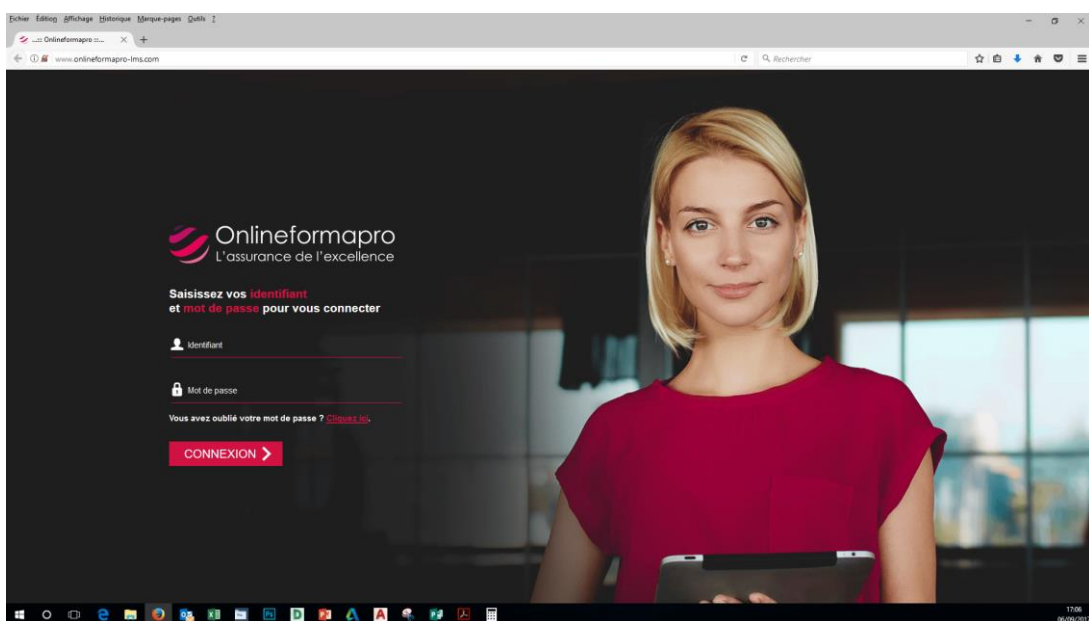 Fichier Édition Affichage Historique Marque-pages Outils ?
..:: Onlineformapro ::...
www.onlineformapro-lms.com
Rechercher
Onlineformapro
L'assurance de l'excellence
Saisissez vos identifiant
et mot de passe pour vous connecter
Identifiant
Mot de passe
Vous avez oublié votre mot de passe ? Cliquez ici.
CONNEXION
17:06